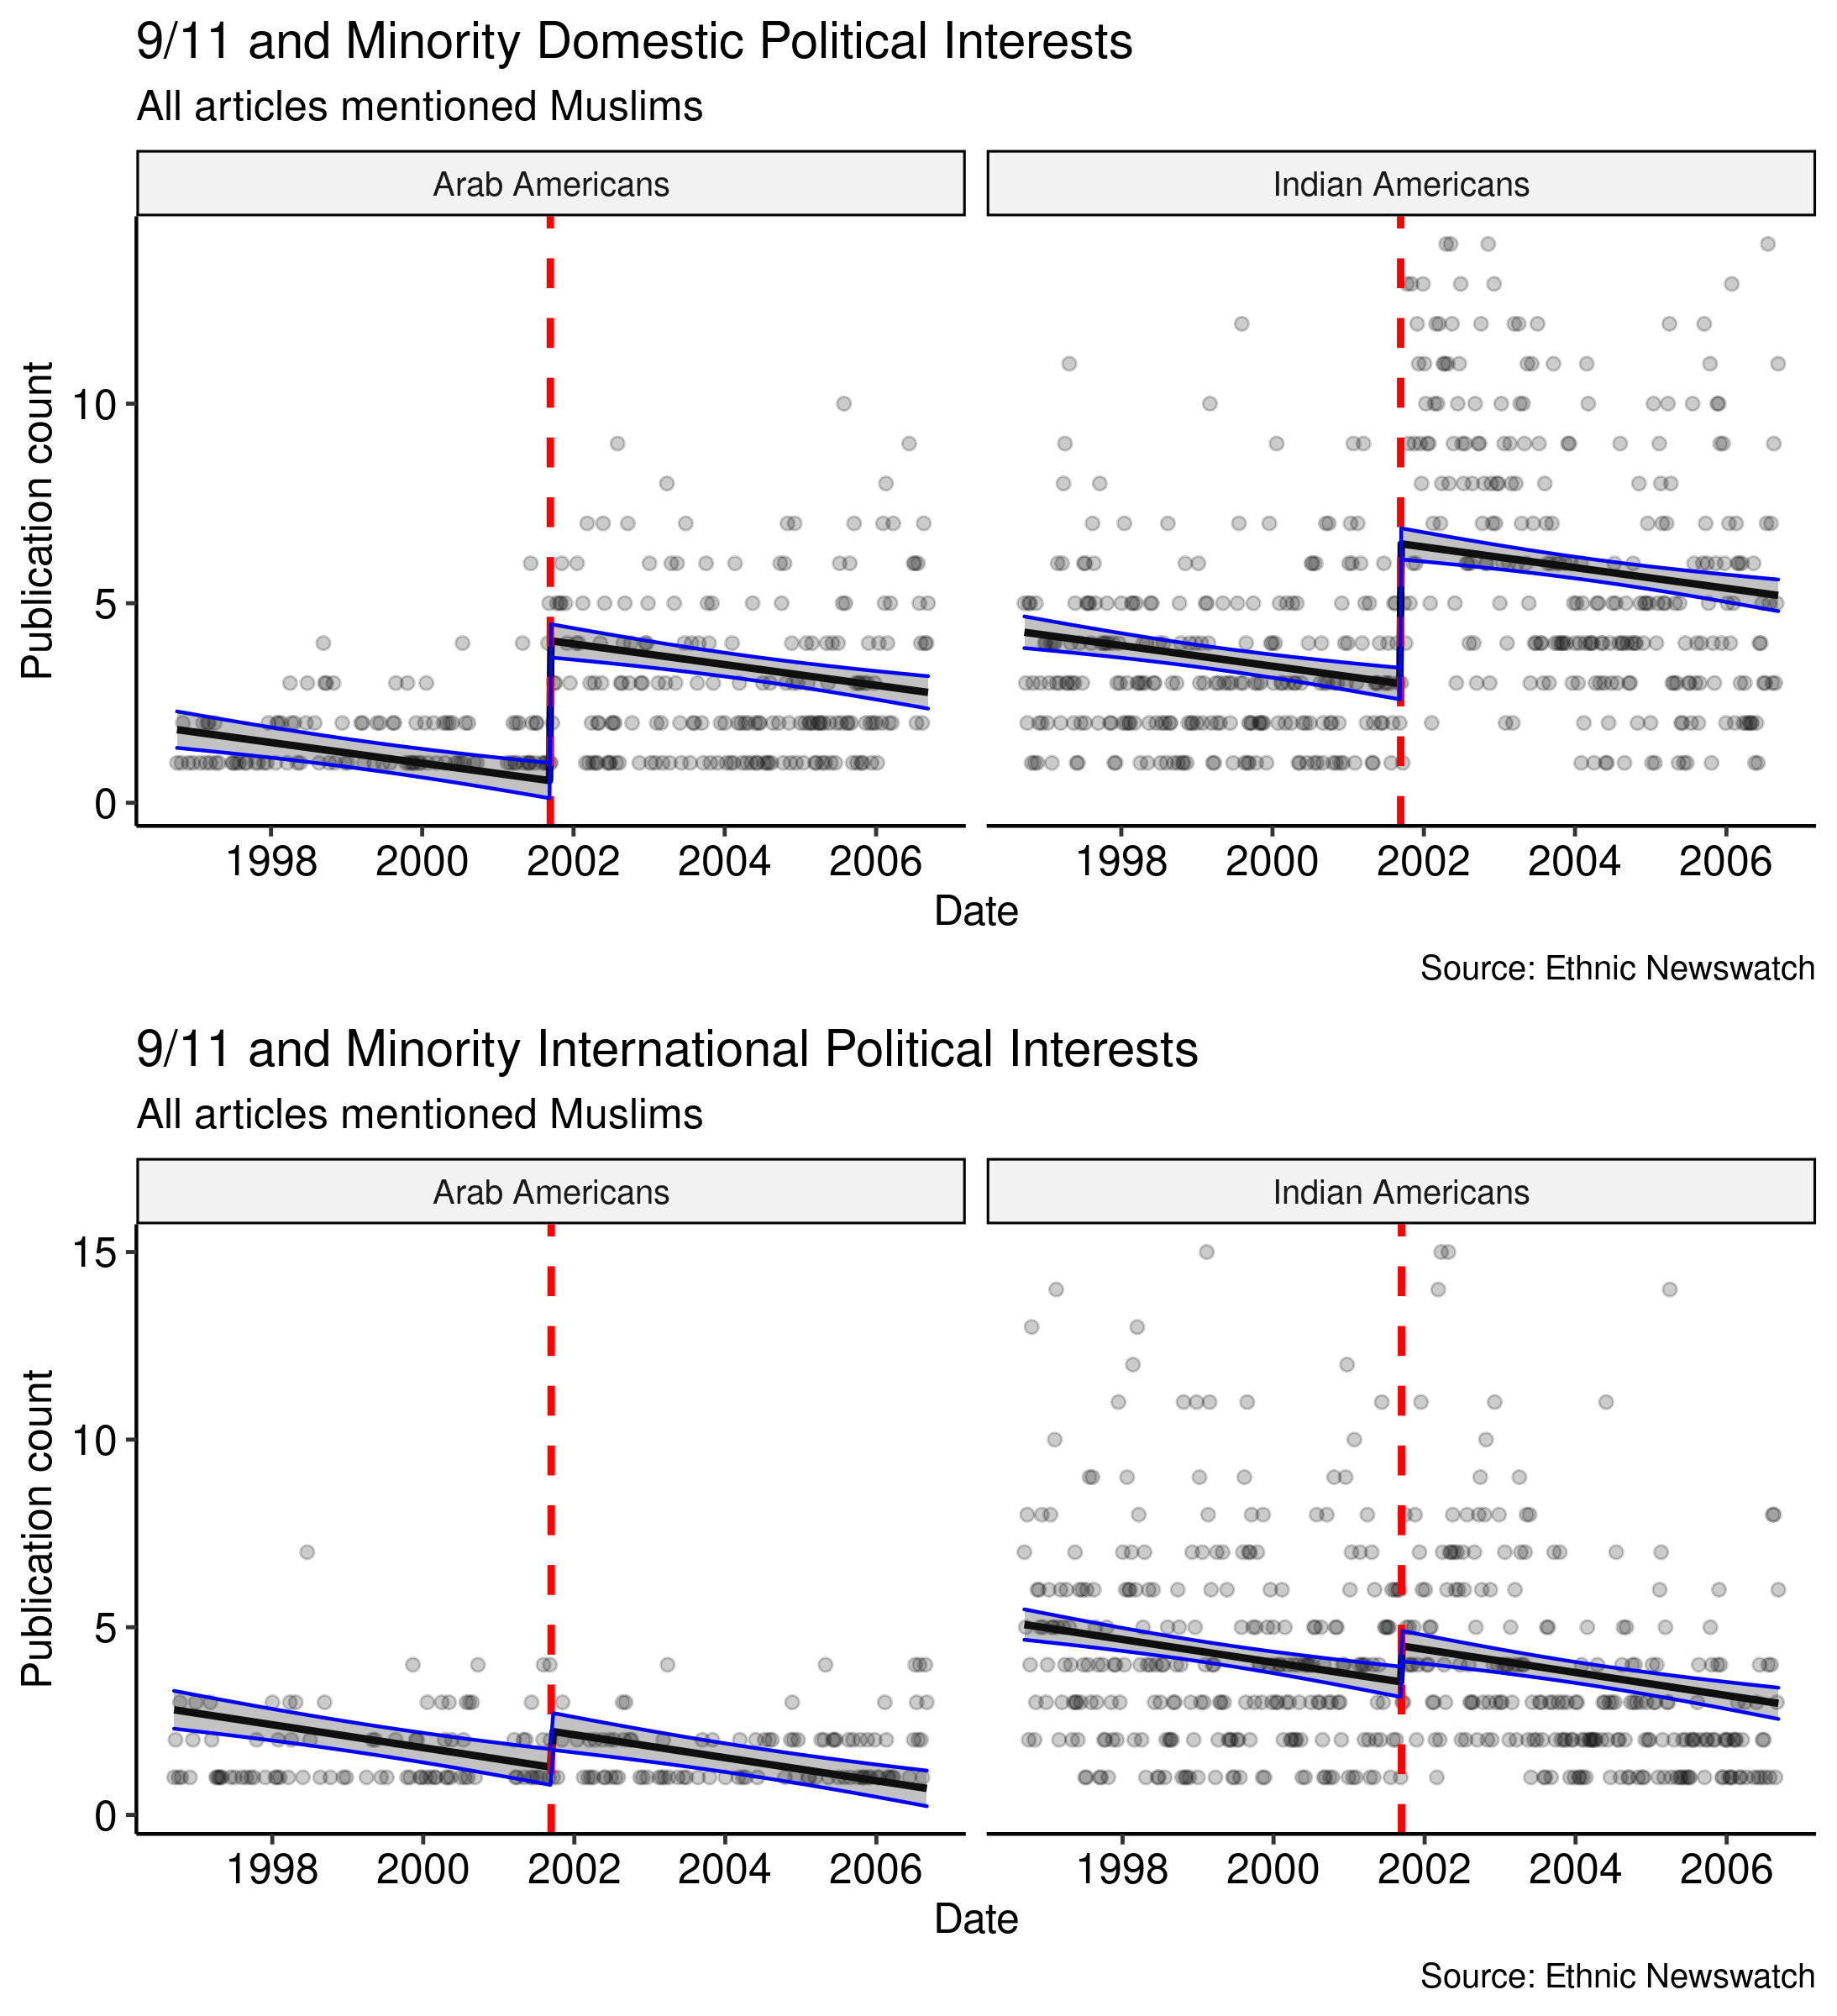 9/11 and Minority Domestic Political Interests
All articles mentioned Muslims
Arab Americans
Indian Americans
Publication count
10
5
0
1998 2000 2002 2004 2006
1998 2000 2002 2004 2006
Date
Source: Ethnic Newswatch
9/11 and Minority International Political Interests
All articles mentioned Muslims
Arab Americans
Indian Americans
Publication count
15
10
5
0
1998 2000 2002 2004 2006
1998 2000 2002 2004 2006
Date
Source: Ethnic Newswatch